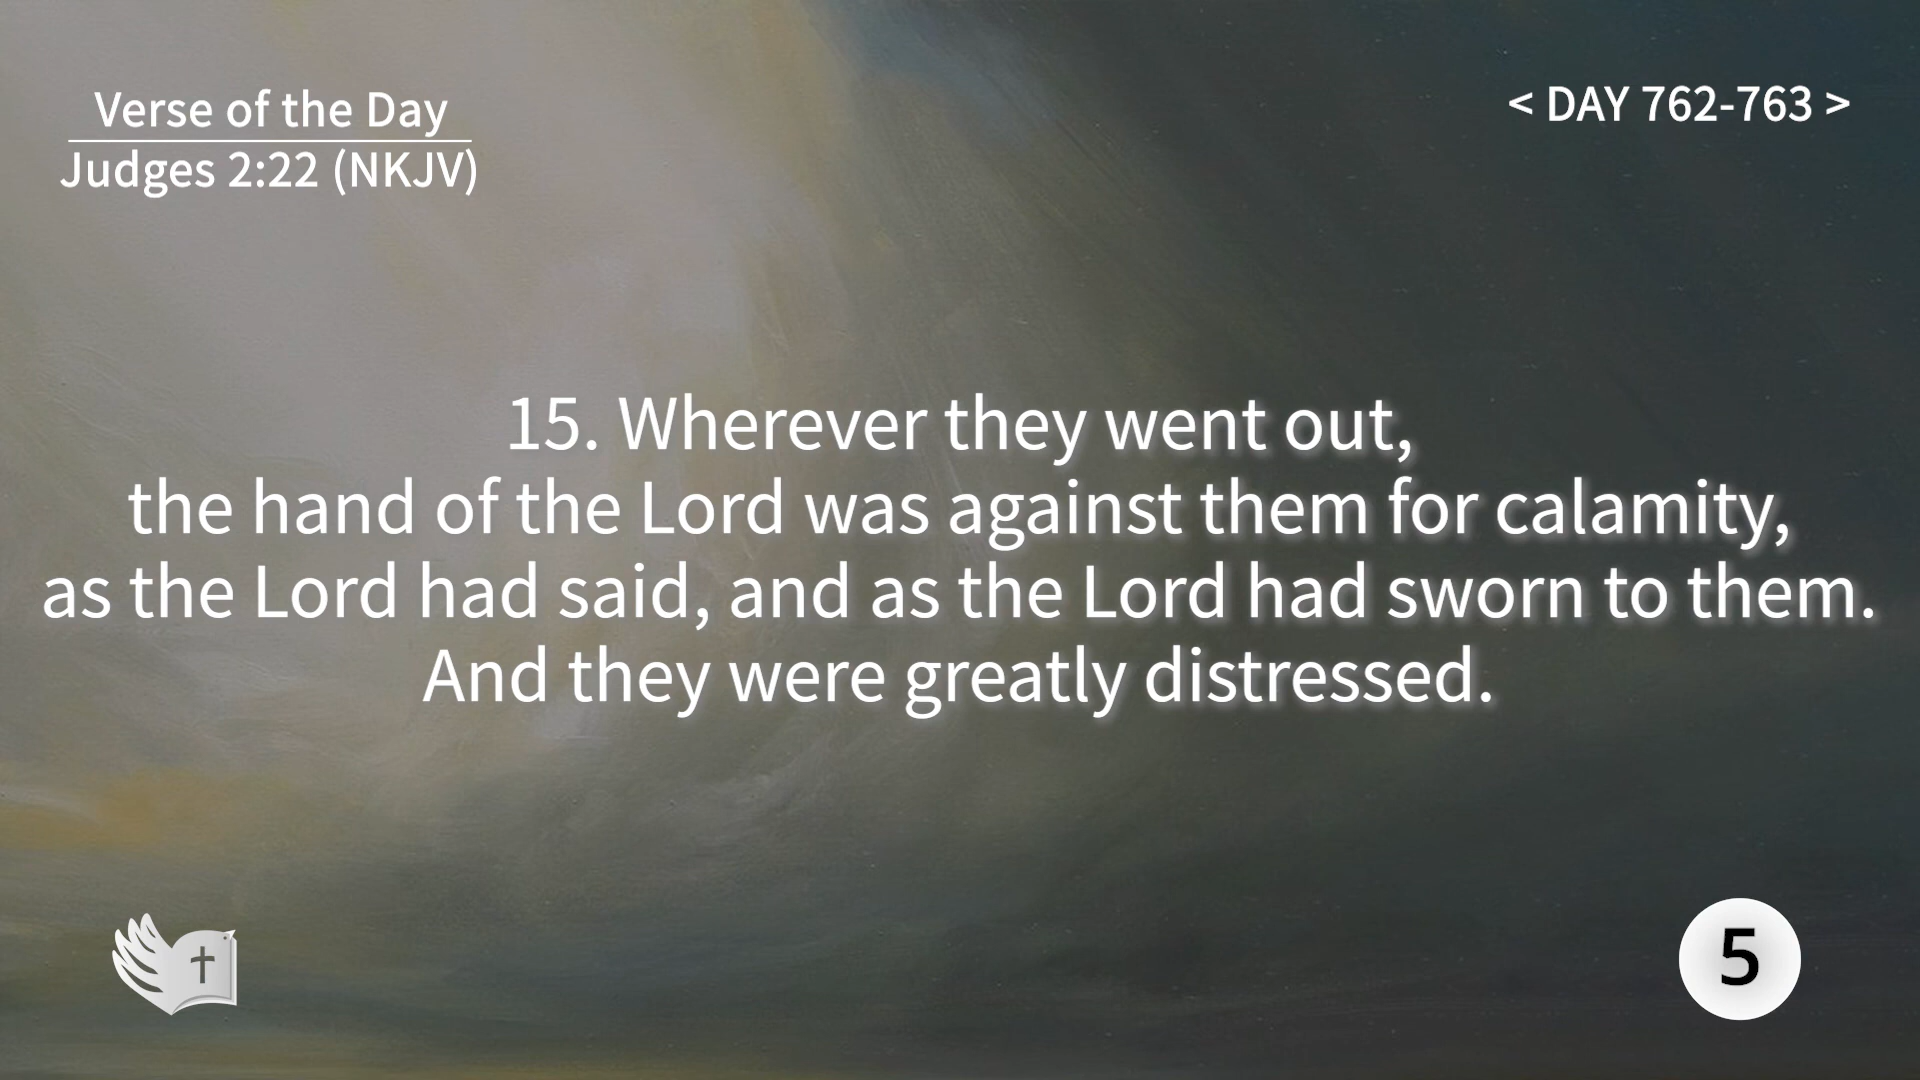 Verse of the Day
Judges 2:22 (NKJV)
< DAY 762-763 >
15. Wherever they went out,
the hand of the Lord was against them for calamity,
as the Lord had said, and as the Lord had sworn to them.
And they were greatly distressed.
5